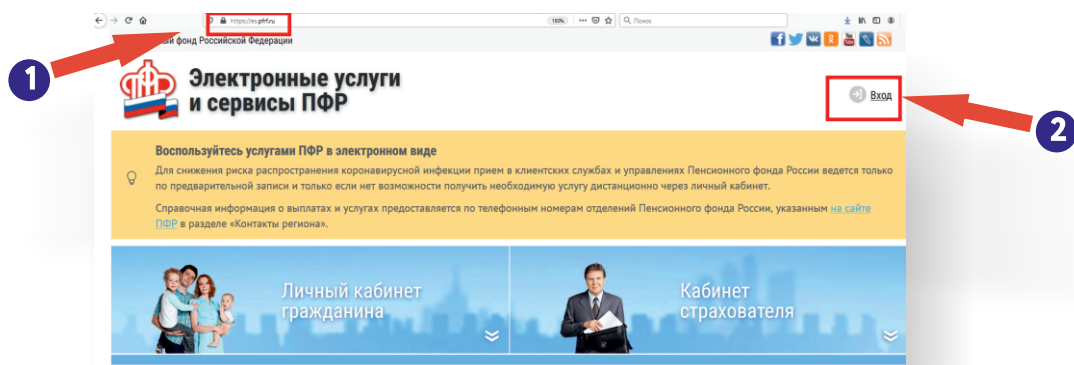 https://es.pfrf.ru
110%
Поиск
фонд Российской Федерации
1
Электронные услуги
и сервисы ПФР
Вход
2
Воспользуйтесь услугами ПФР в электронном виде
Для снижения риска распространения коронавирусной инфекции прием в клиентских службах и управлениях Пенсионного фонда России ведется только
по предварительной записи и только если нет возможности получить необходимую услугу дистанционно через личный кабинет.
Справочная информация о выплатах и услугах предоставляется по телефонным номерам отделений Пенсионного фонда России, указанным на сайте
ПФР в разделе «Контакты региона».
Личный кабинет
гражданина
Кабинет
страхователя